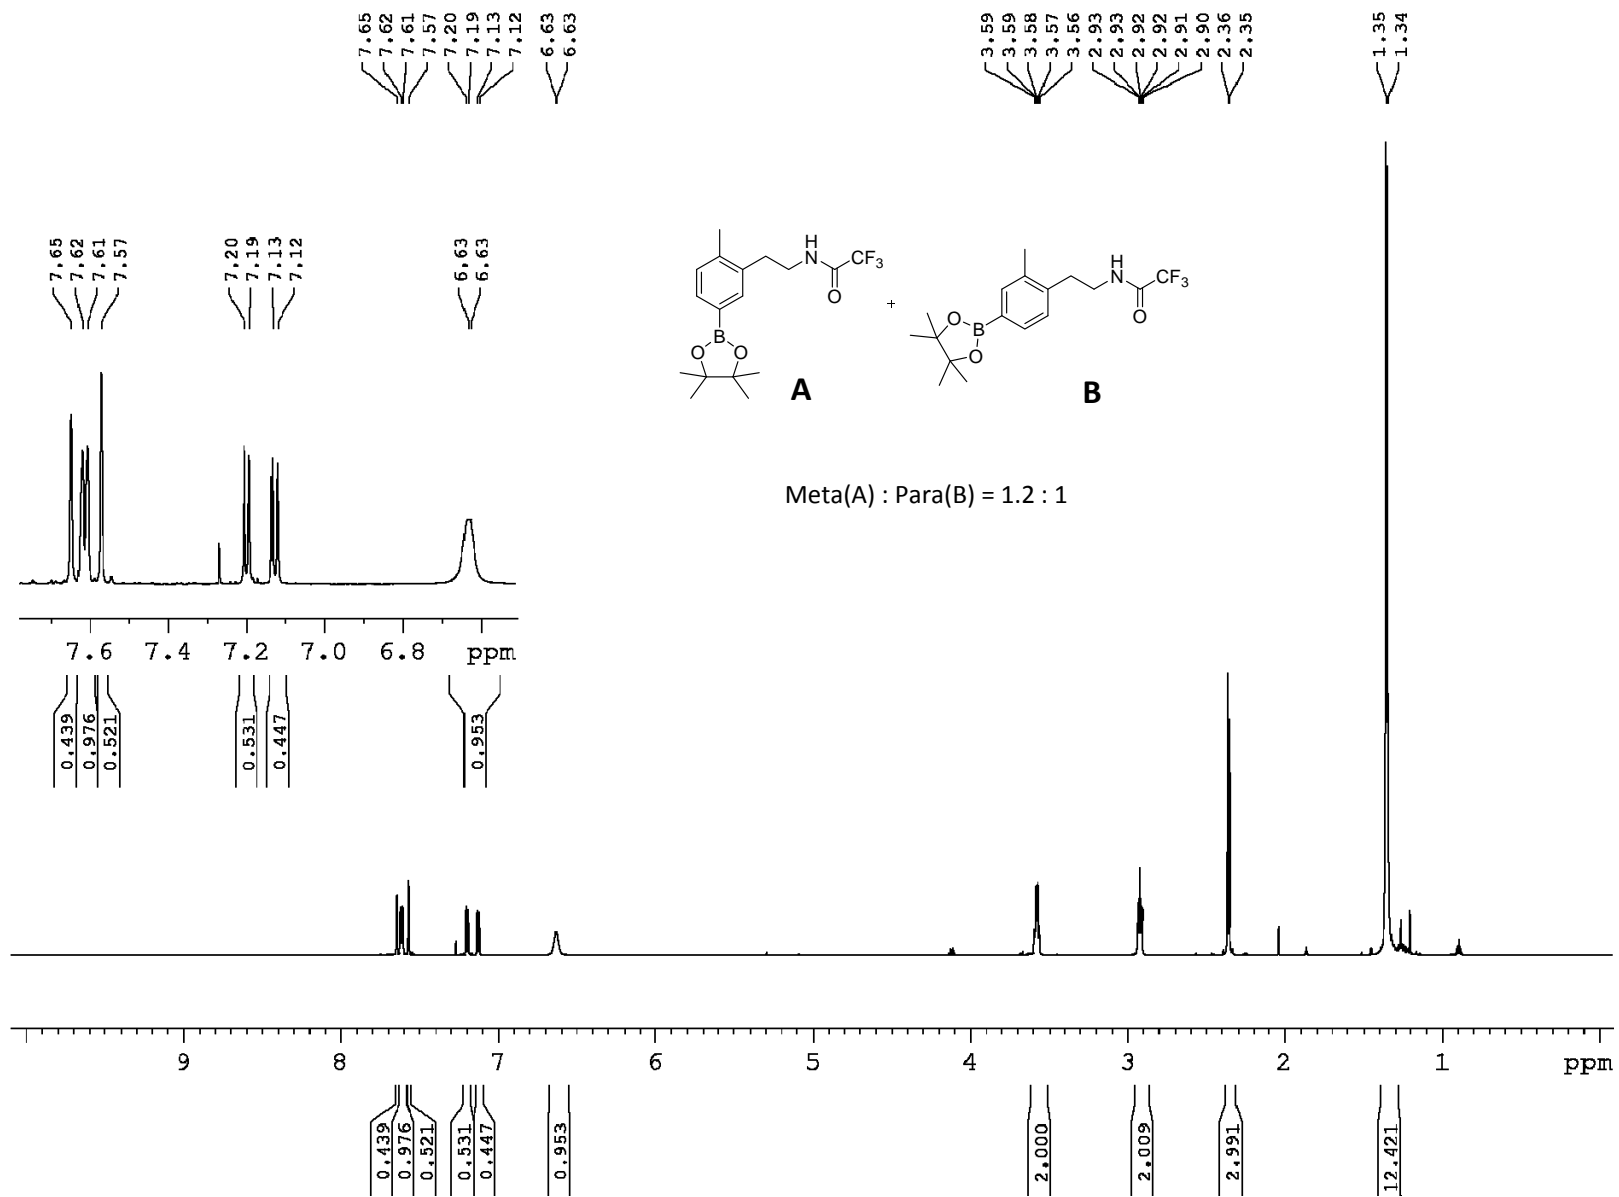 7.65
7.62
7.61
7.57
7.20
7.19
7.13
7.12
6.63
6.63
3.59
3.59
3.58
3.57
3.56
2.93
2.93
2.92
2.92
2.91
2.90
2.36
2.35
1.35
1.34
7.65
7.62
7.61
7.57
7.20
7.19
7.13
7.12
6.63
6.63
H
N
CF3
O
B
O
O
A
+
H
N
CF3
O
O
B
O
B
Meta(A) : Para(B) = 1.2 : 1
7.6 7.4 7.2 7.0 6.8 ppm
0.439
0.976
0.521
0.531
0.447
0.953
9 8 7 6 5 4 3 2 1 ppm
0.439
0.976
0.521
0.531
0.447
0.953
2.000
2.009
2.991
12.421